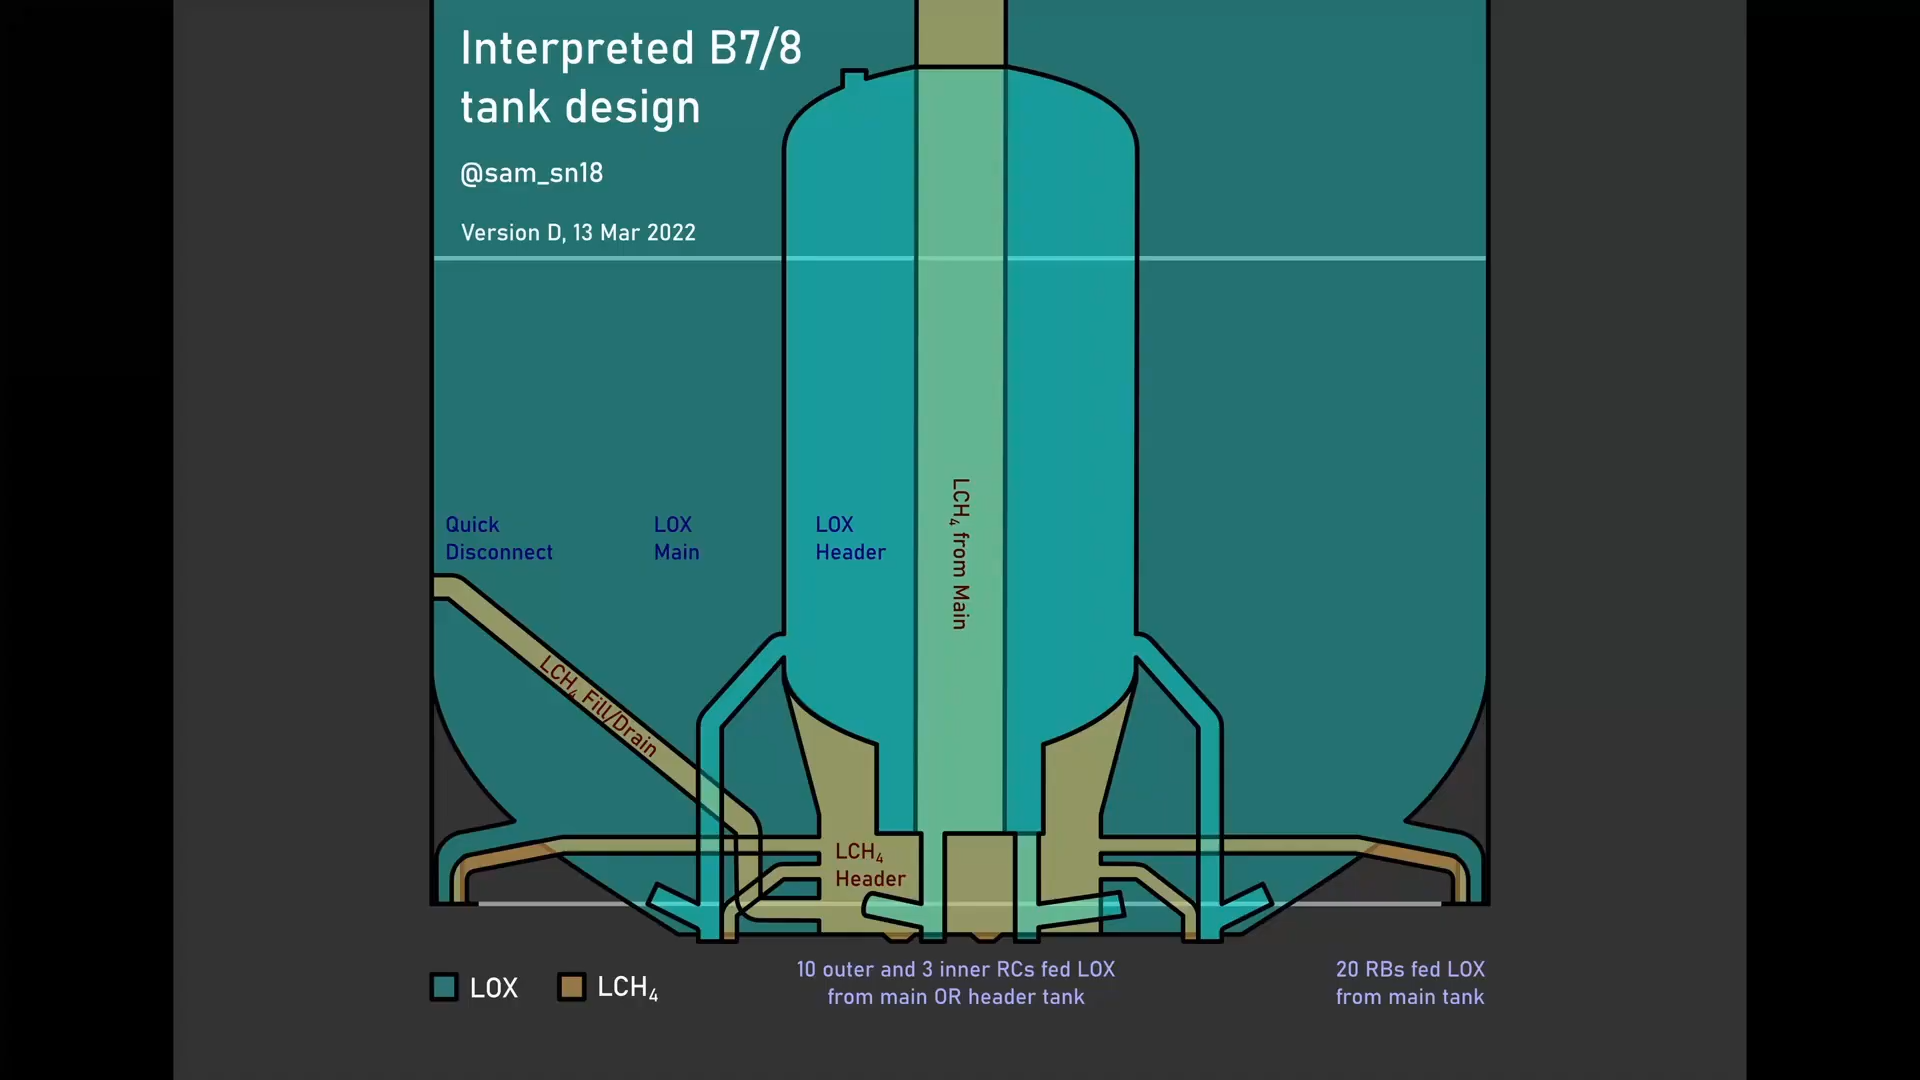 Interpreted B7/8
tank design
@sam_sn18
Version D, 13 Mar 2022
Quick
Disconnect
LOX
Main
LOX
Header
LCH₄ from Main
LCH₄ Fill/Drain
LCH₄
Header
LOX
LCH₄
10 outer and 3 inner RCs fed LOX
from main OR header tank
20 RBs fed LOX
from main tank